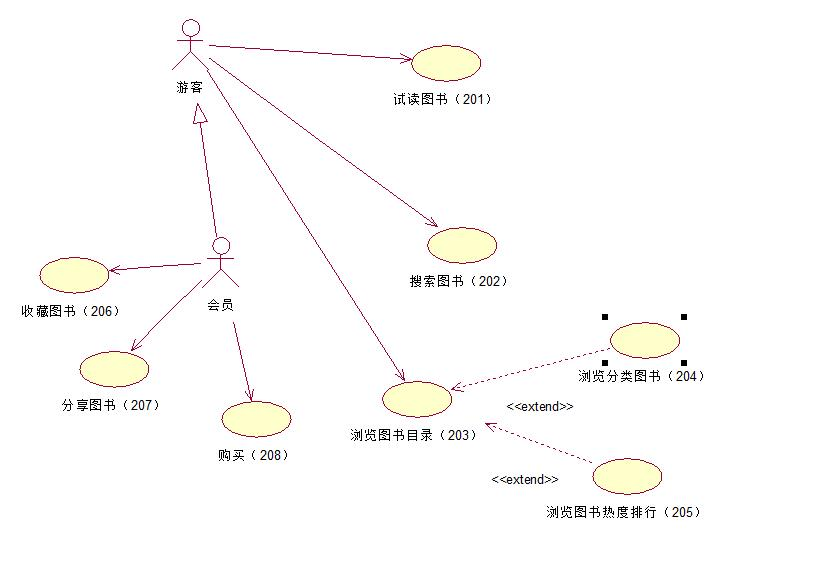 游客
试读图书（201）
搜索图书（202）
会员
收藏图书（206）
分享图书（207）
购买（208）
浏览图书目录（203）
浏览分类图书（204）
<<extend>>
<<extend>>
浏览图书热度排行（205）